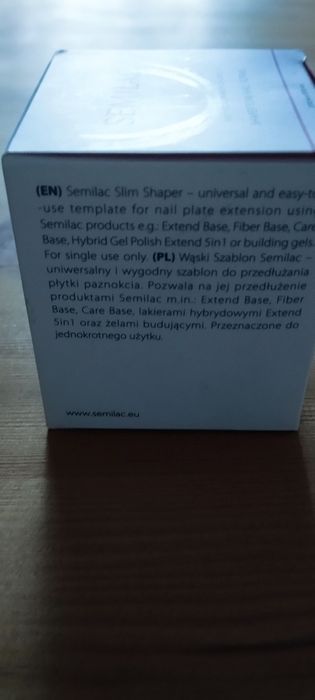 SEMILAC
(EN) Semilac Slim Shaper – universal and easy-t
-use template for nail plate extension usin
Semilac products e.g.: Extend Base, Fiber Base, Care
Base, Hybrid Gel Polish Extend 5in1 or building gels.
For single use only. (PL) Wąski Szablon Semilac –
uniwersalny i wygodny szablon do przedłużania
płytki paznokcia. Pozwala na jej przedłużenie
produktami Semilac m.in.: Extend Base, Fiber
Base, Care Base, lakierami hybrydowymi Extend
5in1 oraz żelami budującymi. Przeznaczone do
jednokrotnego użytku.
www.semilac.eu